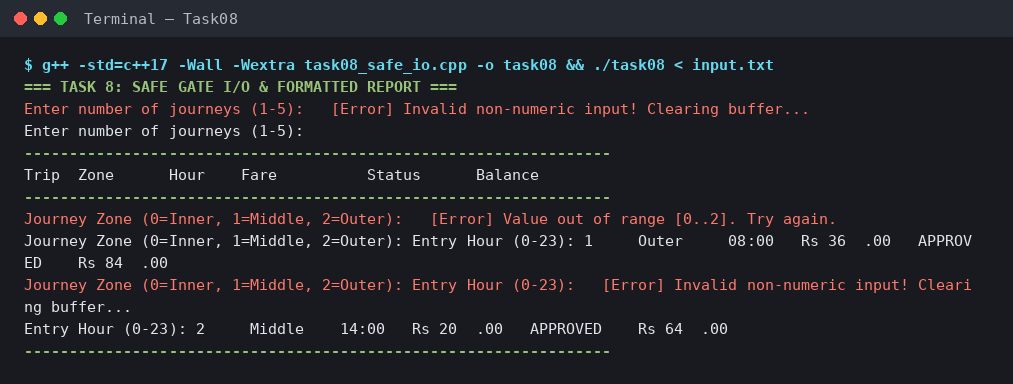 Terminal — Task08
$ g++ -std=c++17 -Wall -Wextra task08_safe_io.cpp -o task08 && ./task08 < input.txt
=== TASK 8: SAFE GATE I/O & FORMATTED REPORT ===
Enter number of journeys (1-5):   [Error] Invalid non-numeric input! Clearing buffer...
Enter number of journeys (1-5):
-----------------------------------------------------------------
Trip  Zone      Hour    Fare          Status      Balance
-----------------------------------------------------------------
Journey Zone (0=Inner, 1=Middle, 2=Outer):   [Error] Value out of range [0..2]. Try again.
Journey Zone (0=Inner, 1=Middle, 2=Outer): Entry Hour (0-23): 1     Outer     08:00   Rs 36  .00   APPROV
ED    Rs 84  .00
Journey Zone (0=Inner, 1=Middle, 2=Outer): Entry Hour (0-23):   [Error] Invalid non-numeric input! Cleari
ng buffer...
Entry Hour (0-23): 2     Middle    14:00   Rs 20  .00   APPROVED    Rs 64  .00
-----------------------------------------------------------------